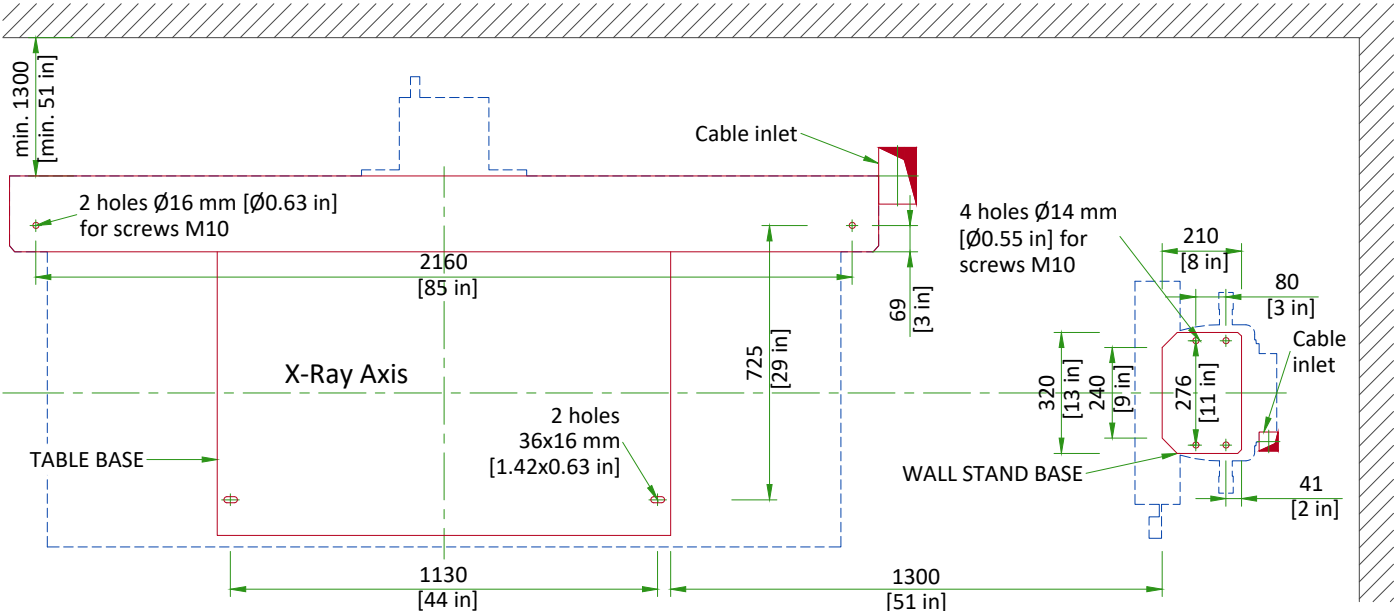 min. 1300
[min. 51 in]
Cable inlet
2 holes Ø16 mm [Ø0.63 in]
for screws M10
4 holes Ø14 mm
[Ø0.55 in] for
screws M10
210
[8 in]
2160
[85 in]
80
[3 in]
69
[3 in]
Cable
inlet
725
[29 in]
X-Ray Axis
320
[13 in]
240
[9 in]
276
[11 in]
2 holes
36x16 mm
[1.42x0.63 in]
TABLE BASE
WALL STAND BASE
41
[2 in]
1130
[44 in]
1300
[51 in]